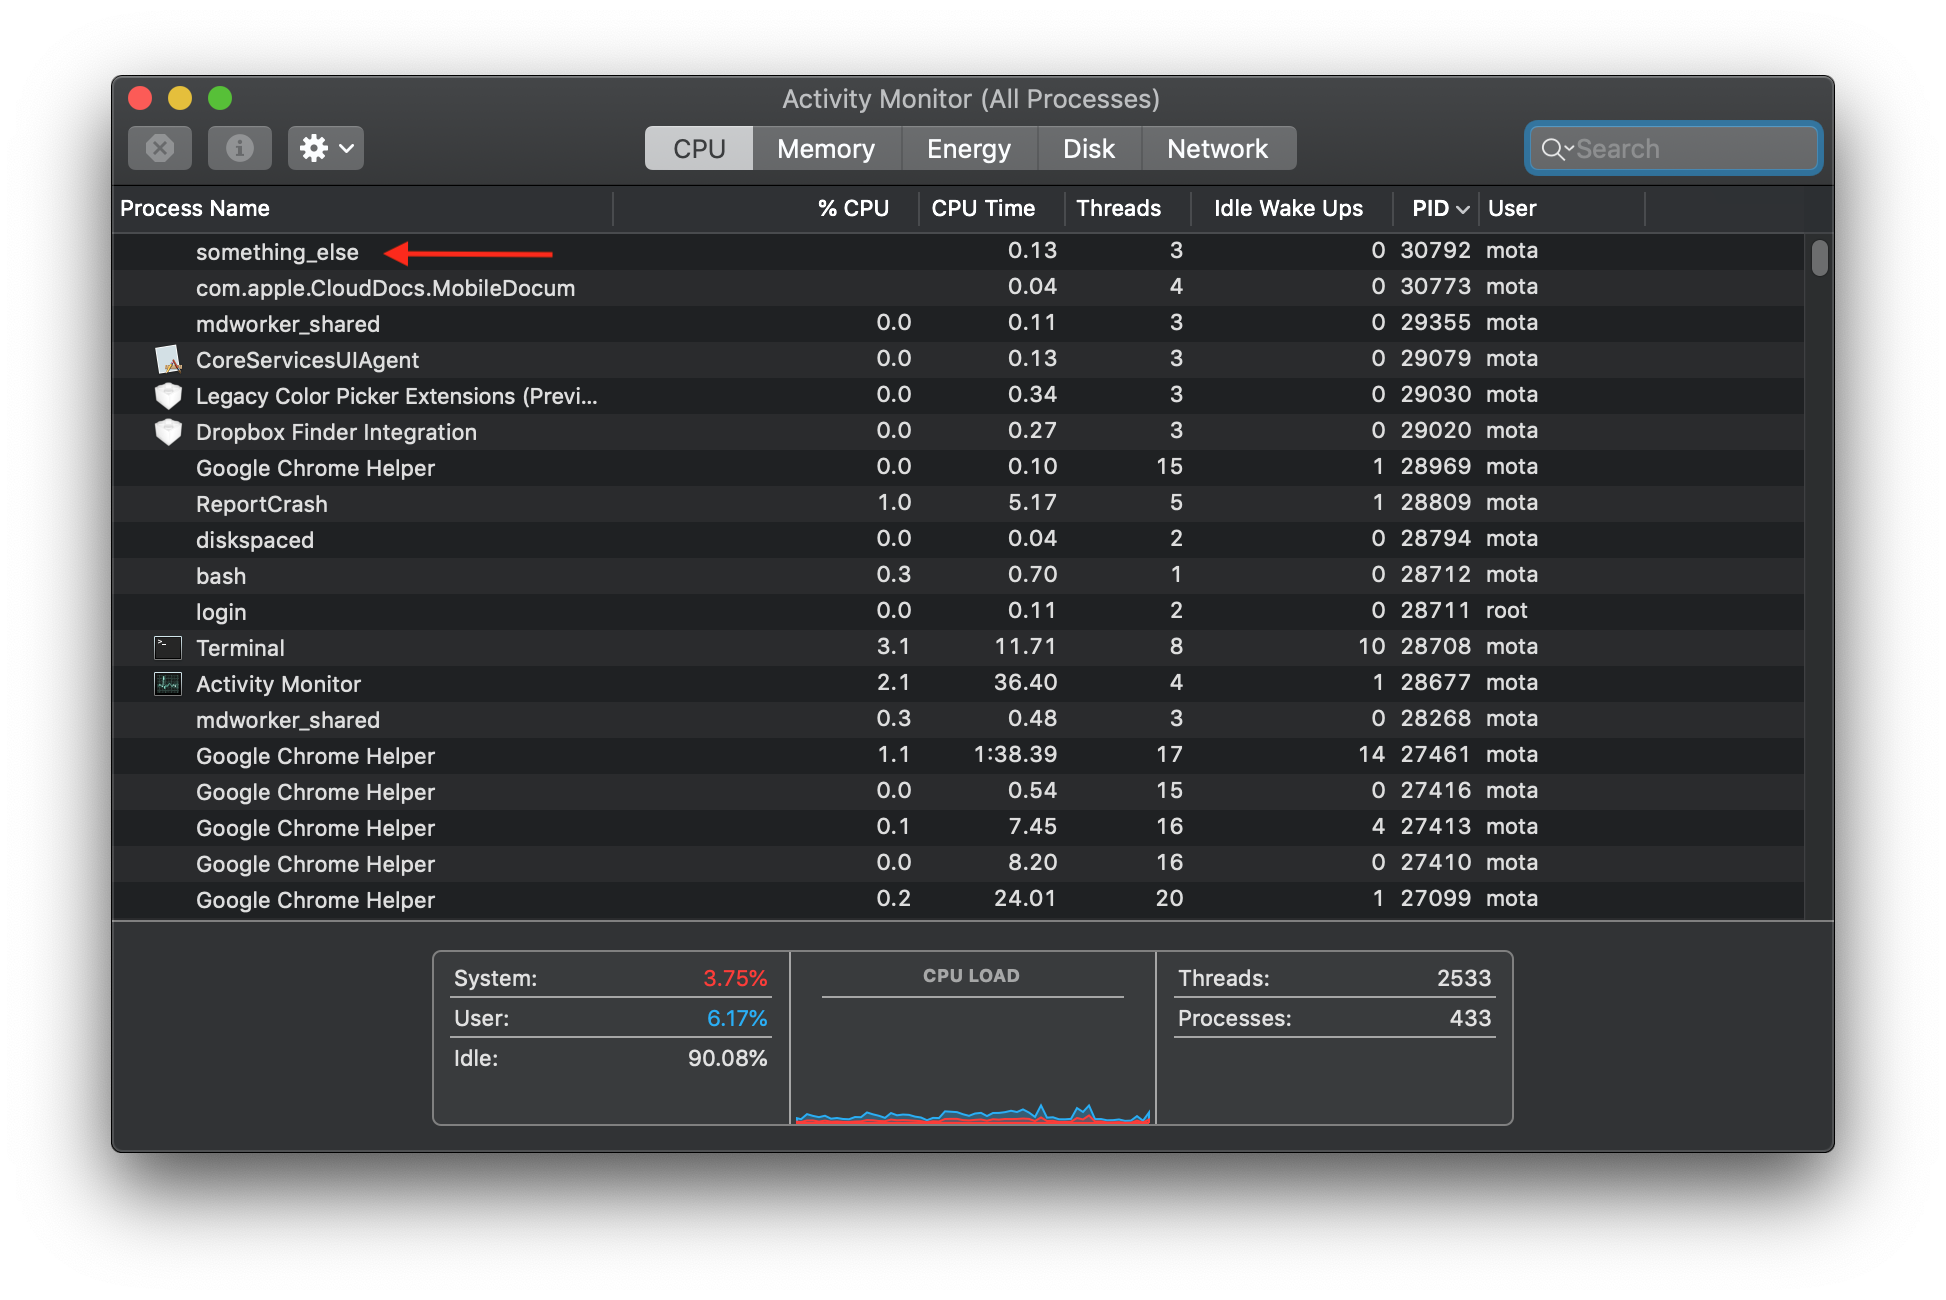 Activity Monitor (All Processes)
CPU Memory Energy Disk Network Search
Process Name % CPU CPU Time Threads Idle Wake Ups PID User
something_else 0.13 3 0 30792 mota
com.apple.CloudDocs.MobileDocum 0.04 4 0 30773 mota
mdworker_shared 0.0 0.11 3 0 29355 mota
CoreServicesUIAgent 0.0 0.13 3 0 29079 mota
Legacy Color Picker Extensions (Previ... 0.0 0.34 3 0 29030 mota
Dropbox Finder Integration 0.0 0.27 3 0 29020 mota
Google Chrome Helper 0.0 0.10 15 1 28969 mota
ReportCrash 1.0 5.17 5 1 28809 mota
diskspaced 0.0 0.04 2 0 28794 mota
bash 0.3 0.70 1 0 28712 mota
login 0.0 0.11 2 0 28711 root
Terminal 3.1 11.71 8 10 28708 mota
Activity Monitor 2.1 36.40 4 1 28677 mota
mdworker_shared 0.3 0.48 3 0 28268 mota
Google Chrome Helper 1.1 1:38.39 17 14 27461 mota
Google Chrome Helper 0.0 0.54 15 0 27416 mota
Google Chrome Helper 0.1 7.45 16 4 27413 mota
Google Chrome Helper 0.0 8.20 16 0 27410 mota
Google Chrome Helper 0.2 24.01 20 1 27099 mota
System: 3.75% CPU LOAD Threads: 2533
User: 6.17% Processes: 433
Idle: 90.08%